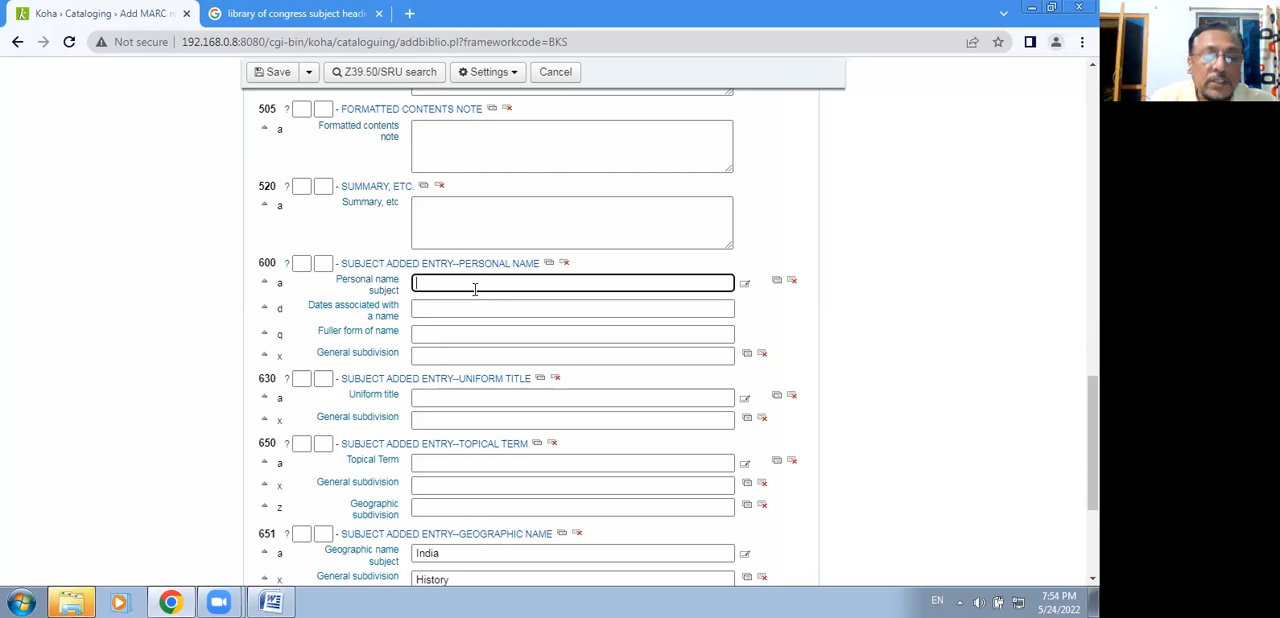 Koha › Cataloging › Add MARC re
library of congress subject headi
Not secure
192.168.0.8:8080/cgi-bin/koha/cataloguing/addbiblio.pl?frameworkcode=BKS
Save
Z39.50/SRU search
Settings
Cancel
505 ? - FORMATTED CONTENTS NOTE
a Formatted contents
note
520 ? - SUMMARY, ETC.
a Summary, etc
600 ? - SUBJECT ADDED ENTRY--PERSONAL NAME
a Personal name
subject
d Dates associated with
a name
q Fuller form of name
x General subdivision
630 ? - SUBJECT ADDED ENTRY--UNIFORM TITLE
a Uniform title
x General subdivision
650 ? - SUBJECT ADDED ENTRY--TOPICAL TERM
a Topical Term
x General subdivision
z Geographic
subdivision
651 ? - SUBJECT ADDED ENTRY--GEOGRAPHIC NAME
a Geographic name India
subject
x General subdivision History
EN
7:54 PM
5/24/2022